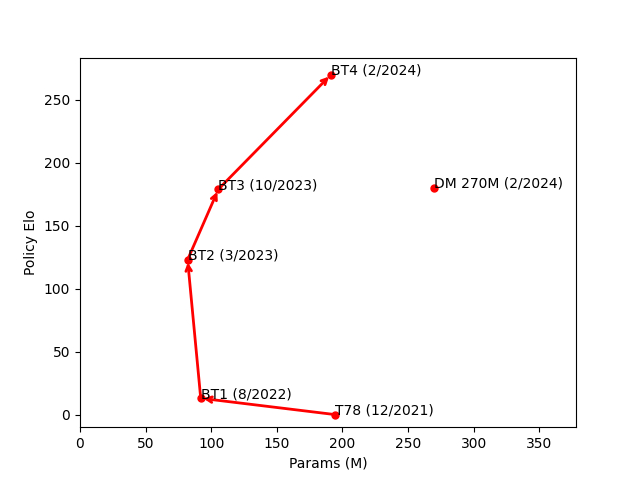 BT4 (2/2024)
DM 270M (2/2024)
BT3 (10/2023)
BT2 (3/2023)
BT1 (8/2022)
T78 (12/2021)
Policy Elo
250
200
150
100
50
0
0
50
100
150
200
250
300
350
Params (M)